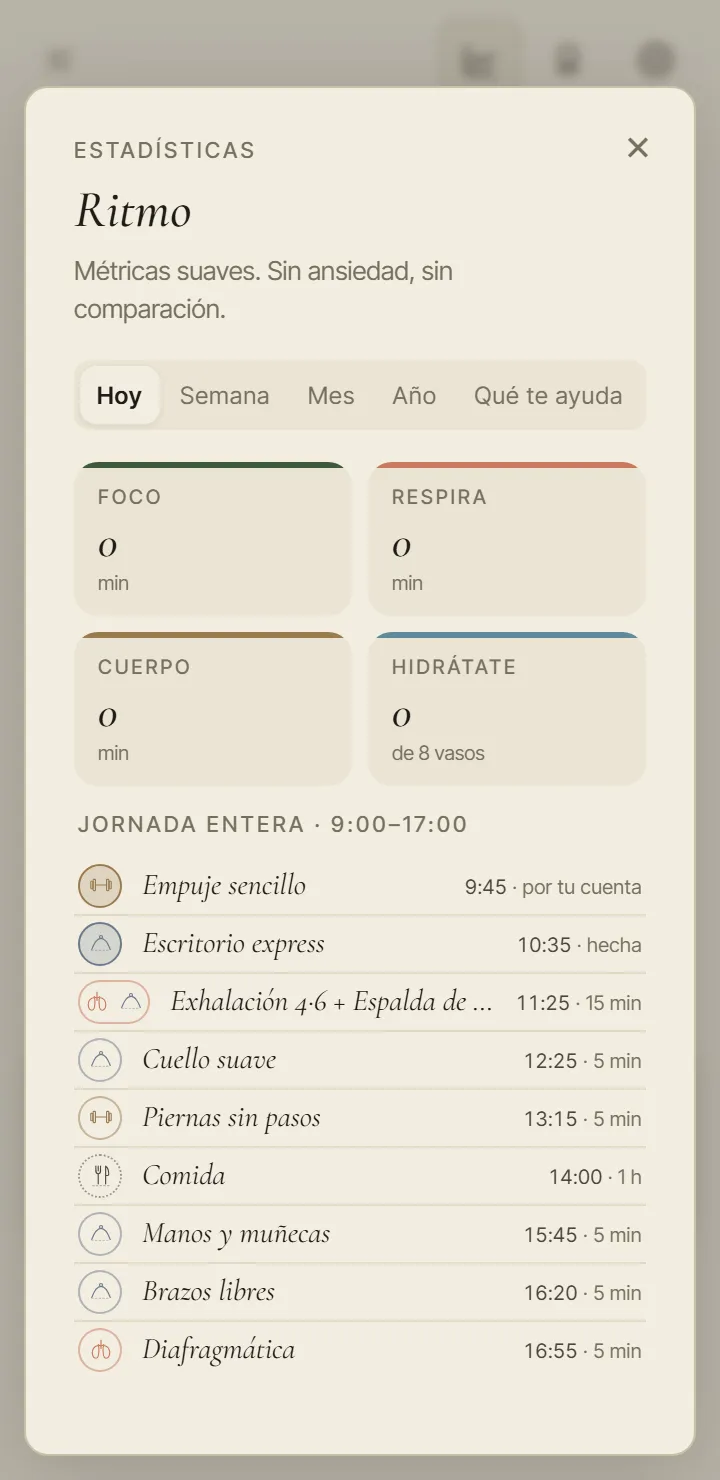 ESTADÍSTICAS
Ritmo
Métricas suaves. Sin ansiedad, sin
comparación.
Hoy Semana Mes Año Qué te ayuda
FOCO
0
min
RESPIRA
0
min
CUERPO
0
min
HIDRÁTATE
0
de 8 vasos
JORNADA ENTERA · 9:00–17:00
Empuje sencillo 9:45 · por tu cuenta
Escritorio express 10:35 · hecha
Exhalación 4·6 + Espalda de ... 11:25 · 15 min
Cuello suave 12:25 · 5 min
Piernas sin pasos 13:15 · 5 min
Comida 14:00 · 1 h
Manos y muñecas 15:45 · 5 min
Brazos libres 16:20 · 5 min
Diafragmática 16:55 · 5 min